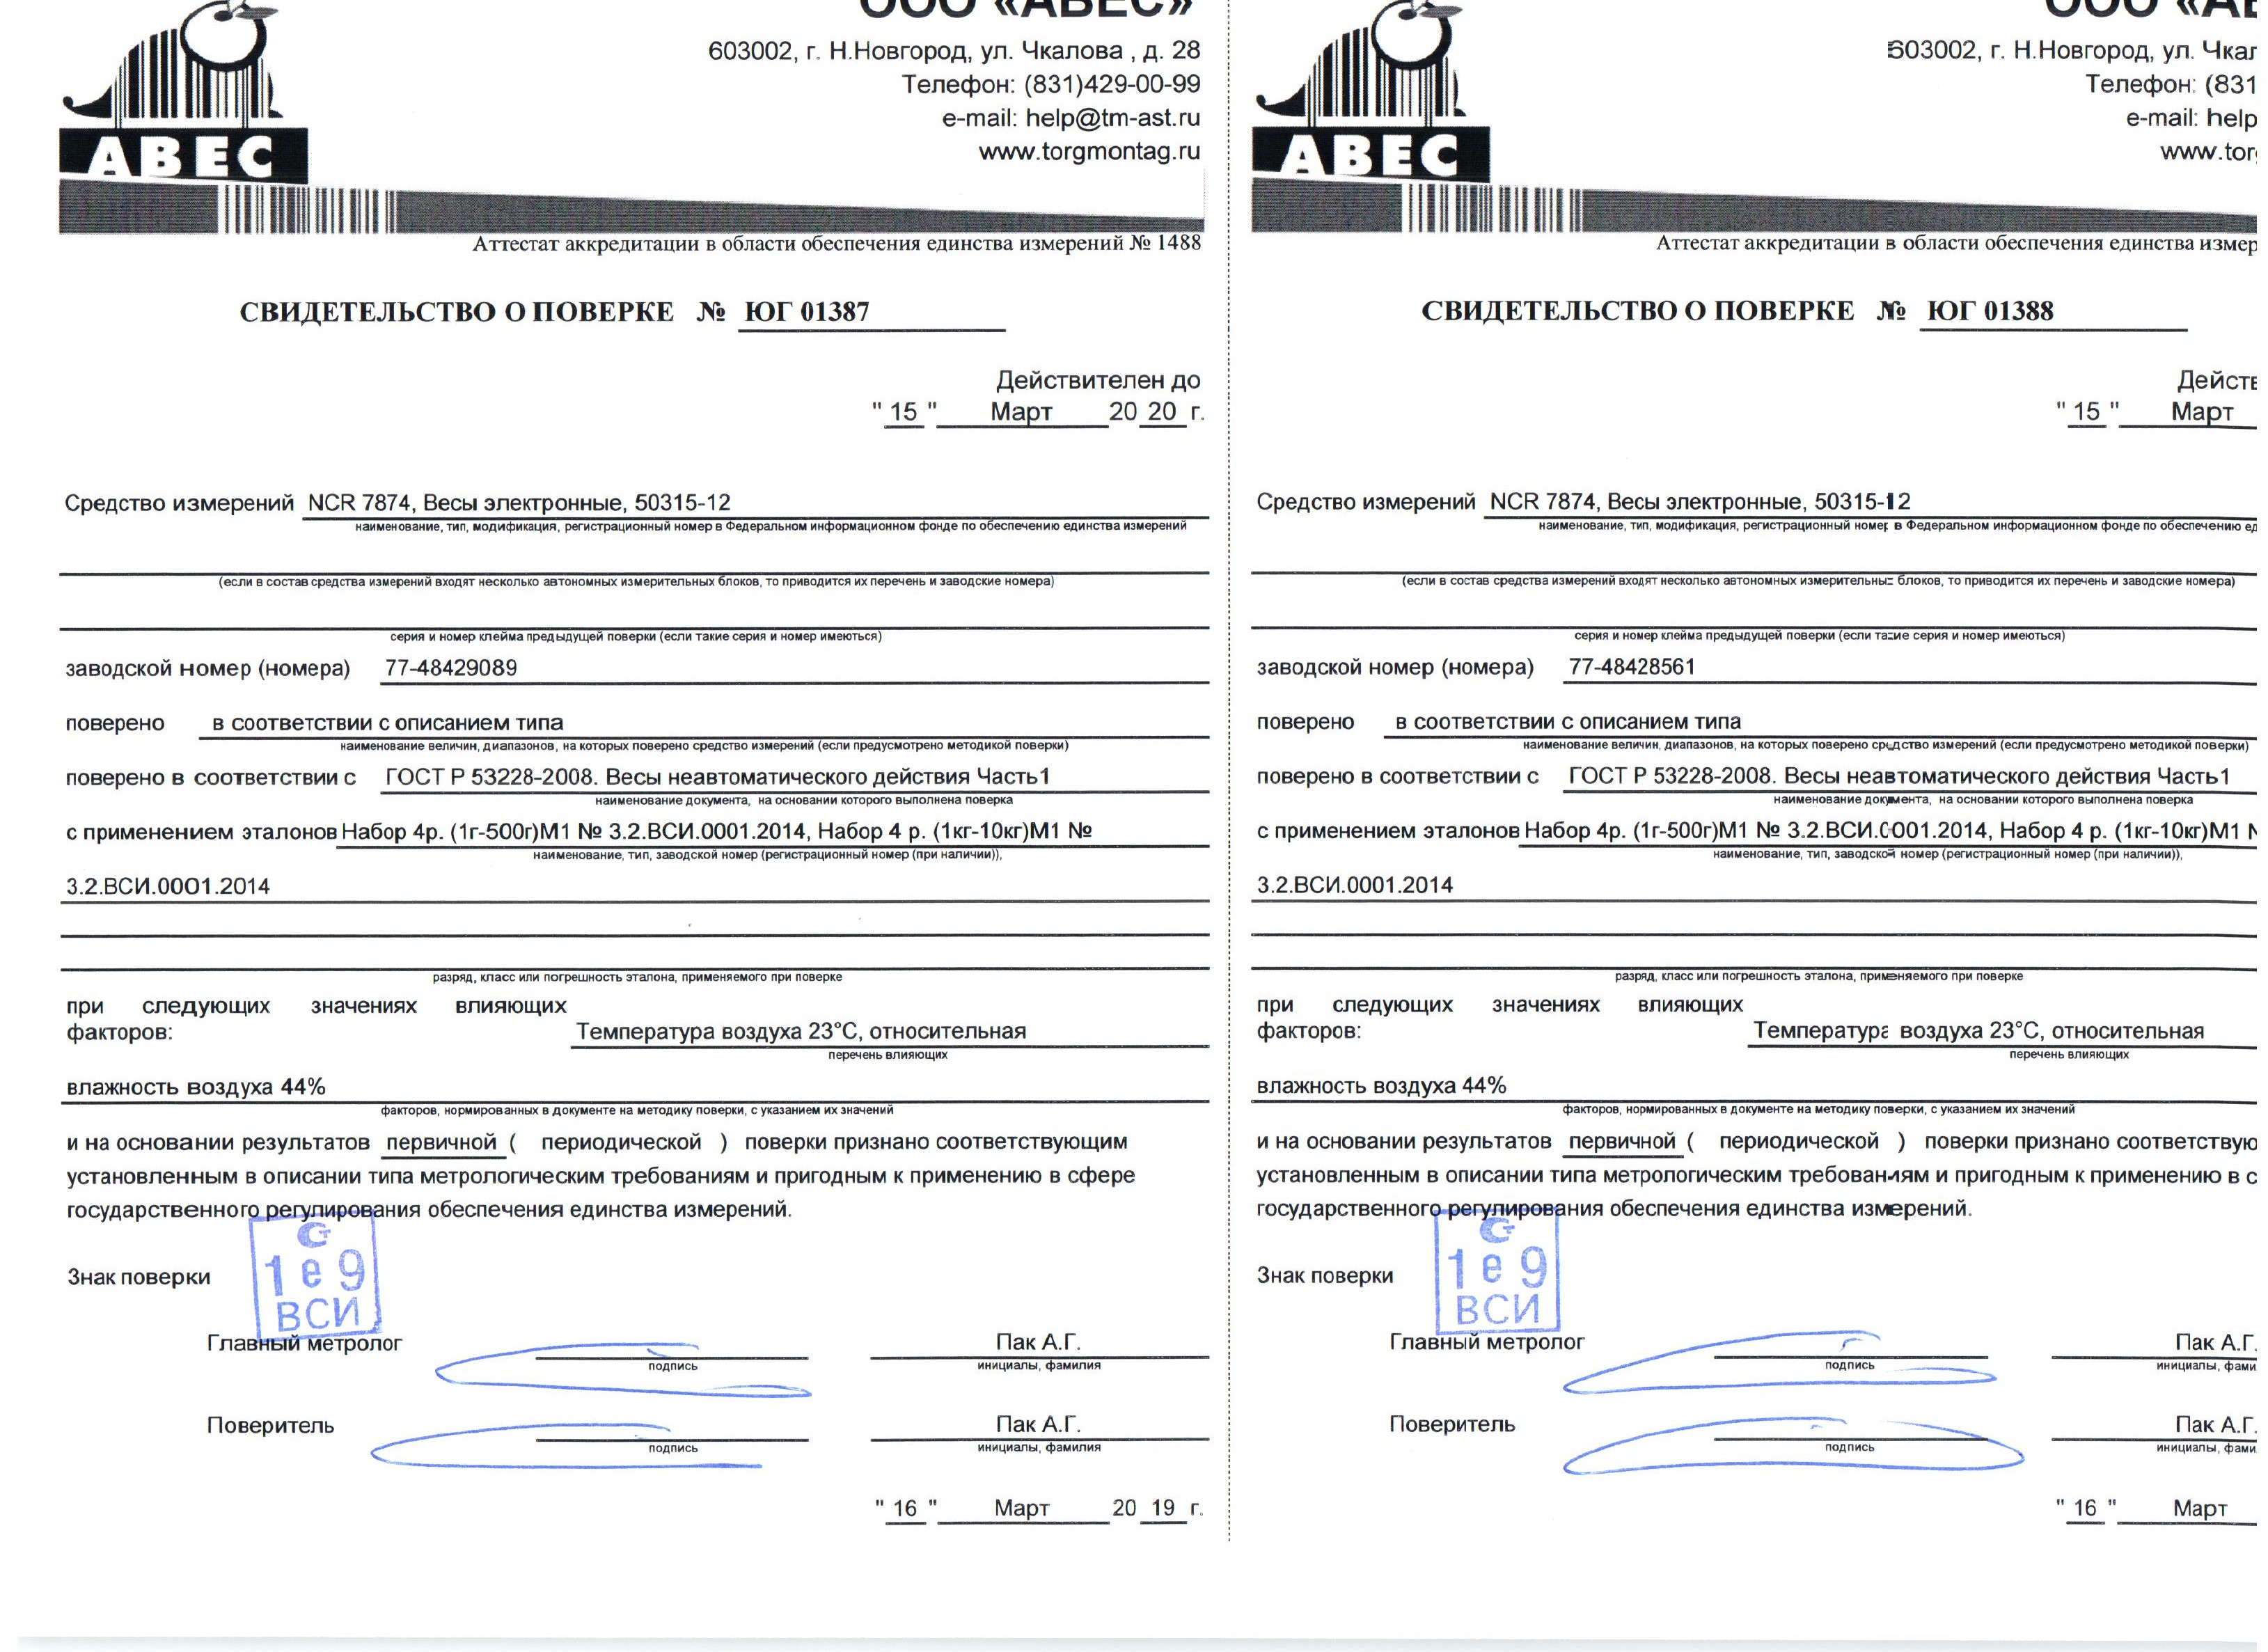 ООО «АВЕС»
603002, г. Н.Новгород, ул. Чкалова , д. 28
Телефон: (831)429-00-99
e-mail: help@tm-ast.ru
www.torgmontag.ru
АВЕС
Аттестат аккредитации в области обеспечения единства измерений № 1488
СВИДЕТЕЛЬСТВО О ПОВЕРКЕ № ЮГ 01387
Действителен до
" 15 " Март 20 20 г.
Средство измерений NCR 7874, Весы электронные, 50315-12
наименование, тип, модификация, регистрационный номер в Федеральном информационном фонде по обеспечению единства измерений
(если в состав средства измерений входят несколько автономных измерительных блоков, то приводится их перечень и заводские номера)
серия и номер клейма предыдущей поверки (если такие серия и номер имеються)
заводской номер (номера) 77-48429089
поверено в соответствии с описанием типа
наименование величин, диапазонов, на которых поверено средство измерений (если предусмотрено методикой поверки)
поверено в соответствии с ГОСТ Р 53228-2008. Весы неавтоматического действия Часть1
наименование документа, на основании которого выполнена поверка
с применением эталонов Набор 4р. (1г-500г)М1 № 3.2.ВСИ.0001.2014, Набор 4 р. (1кг-10кг)М1 №
наименование, тип, заводской номер (регистрационный номер (при наличии)),
3.2.ВСИ.0001.2014
разряд, класс или погрешность эталона, применяемого при поверке
при следующих значениях влияющих
факторов: Температура воздуха 23°С, относительная
перечень влияющих
влажность воздуха 44%
факторов, нормированных в документе на методику поверки, с указанием их значений
и на основании результатов первичной ( периодической ) поверки признано соответствующим
установленным в описании типа метрологическим требованиям и пригодным к применению в сфере
государственного регулирования обеспечения единства измерений.
Знак поверки
1 е 9
ВСИ
Главный метролог Пак А.Г.
подпись инициалы, фамилия
Поверитель Пак А.Г.
подпись инициалы, фамилия
" 16 " Март 20 19 г.
ООО «АВ
603002, г. Н.Новгород, ул. Чкал
Телефон: (831
e-mail: help
www.torg
АВЕС
Аттестат аккредитации в области обеспечения единства измер
СВИДЕТЕЛЬСТВО О ПОВЕРКЕ № ЮГ 01388
Действ
" 15 " Март
Средство измерений NCR 7874, Весы электронные, 50315-12
наименование, тип, модификация, регистрационный номер в Федеральном информационном фонде по обеспечению ед
(если в состав средства измерений входят несколько автономных измерительных блоков, то приводится их перечень и заводские номера)
серия и номер клейма предыдущей поверки (если такие серия и номер имеються)
заводской номер (номера) 77-48428561
поверено в соответствии с описанием типа
наименование величин, диапазонов, на которых поверено средство измерений (если предусмотрено методикой поверки)
поверено в соответствии с ГОСТ Р 53228-2008. Весы неавтоматического действия Часть1
наименование документа, на основании которого выполнена поверка
с применением эталонов Набор 4р. (1г-500г)М1 № 3.2.ВСИ.0001.2014, Набор 4 р. (1кг-10кг)М1 №
наименование, тип, заводской номер (регистрационный номер (при наличии)),
3.2.ВСИ.0001.2014
разряд, класс или погрешность эталона, применяемого при поверке
при следующих значениях влияющих
факторов: Температура воздуха 23°С, относительная
перечень влияющих
влажность воздуха 44%
факторов, нормированных в документе на методику поверки, с указанием их значений
и на основании результатов первичной ( периодической ) поверки признано соответствую
установленным в описании типа метрологическим требованиям и пригодным к применению в с
государственного регулирования обеспечения единства измерений.
Знак поверки
1 е 9
ВСИ
Главный метролог Пак А.Г.
подпись инициалы, фами
Поверитель Пак А.Г.
подпись инициалы, фами
" 16 " Март